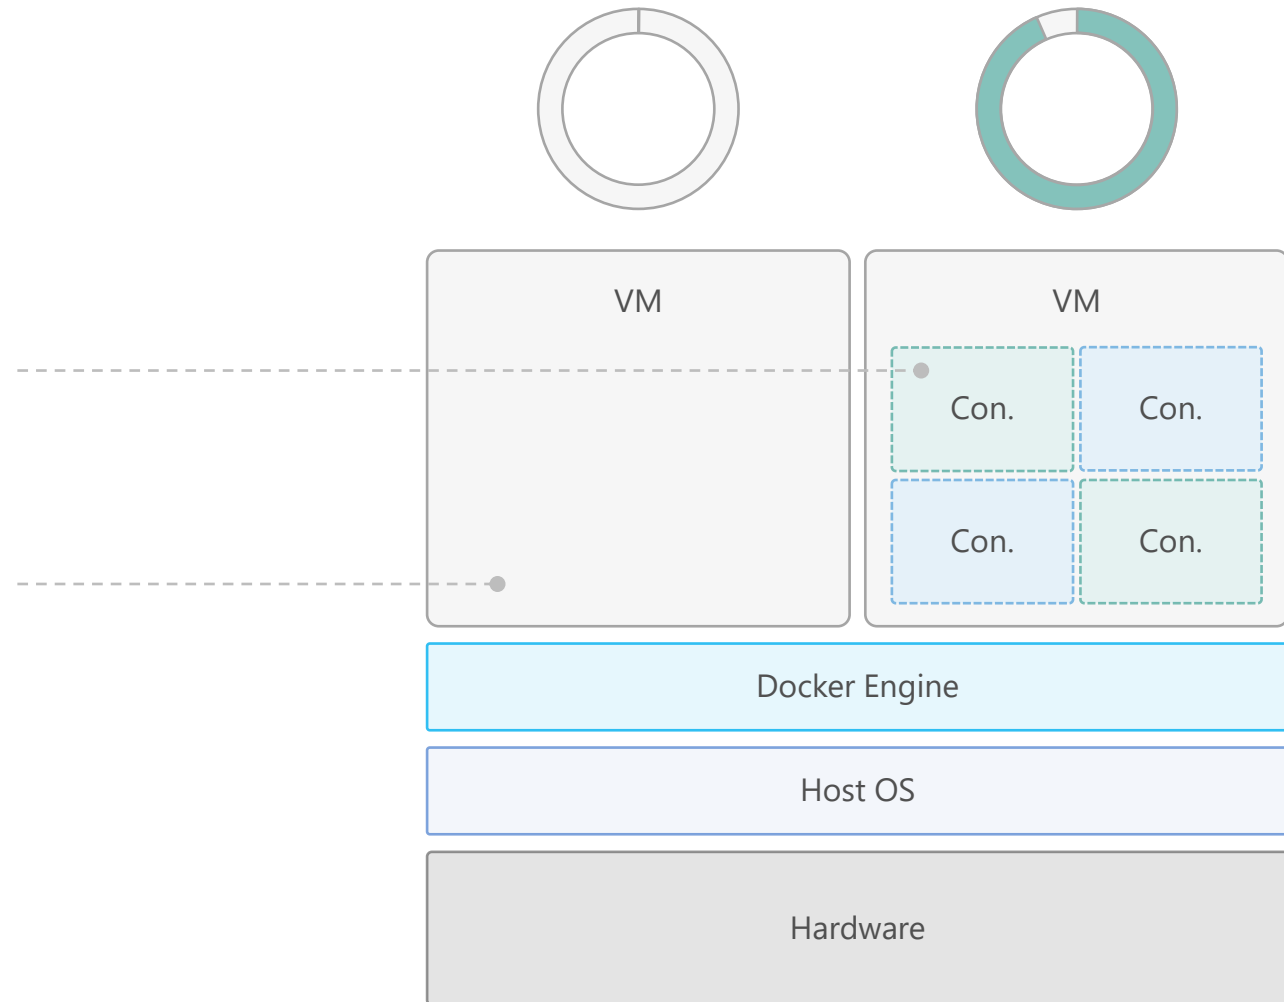 VM
VM
Con.
Con.
Con.
Con.
Docker Engine
Host OS
Hardware